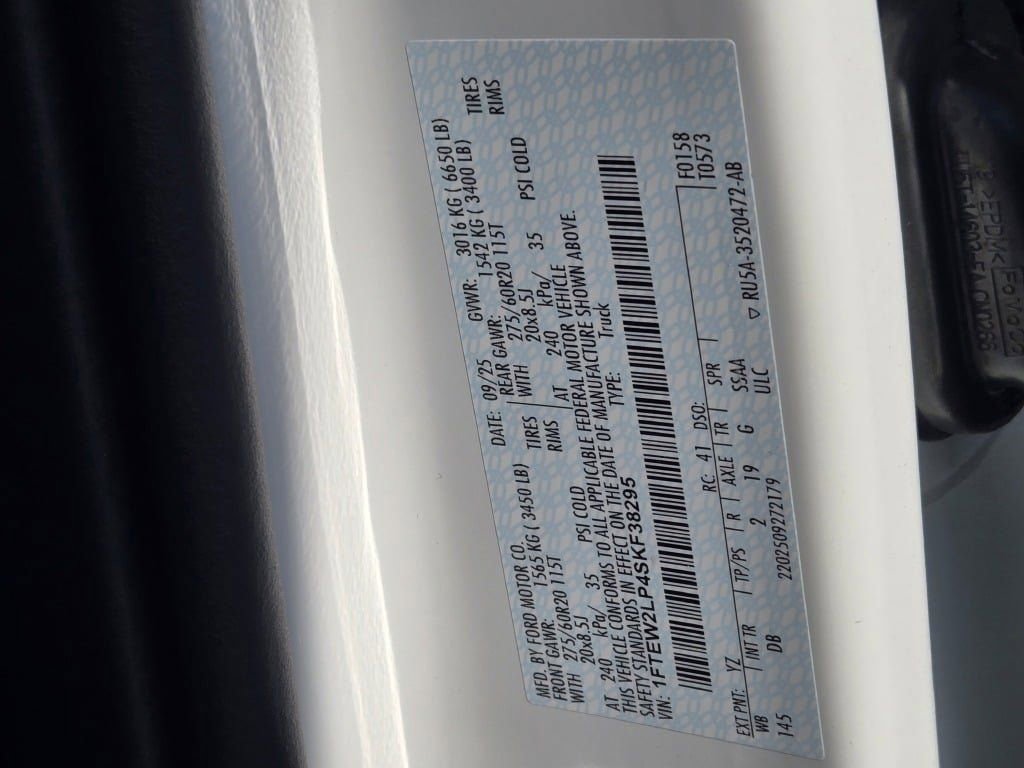 MFD. BY FORD MOTOR CO.
DATE: 09/25 GVWR: 3016 KG ( 6650 LB)
FRONT GAWR: 1565 KG ( 3450 LB) REAR GAWR: 1542 KG ( 3400 LB)
WITH 275/60R20 115T TIRES WITH 275/60R20 115T TIRES
20x8.5J RIMS 20x8.5J RIMS
AT 240 kPa/ 35 PSI COLD AT 240 kPa/ 35 PSI COLD
THIS VEHICLE CONFORMS TO ALL APPLICABLE FEDERAL MOTOR VEHICLE
SAFETY STANDARDS IN EFFECT ON THE DATE OF MANUFACTURE SHOWN ABOVE.
VIN: 1FTEW2LP4SKF38295 TYPE: Truck
F0158
T0573
EXT PNT: YZ RC: 41 DSO:
WB INT TR TP/PS R AXLE TR SPR
145 DB 2 19 G SSAA
2202509272179 ULC
▽ RU5A-3520472-AB
>EPDM<